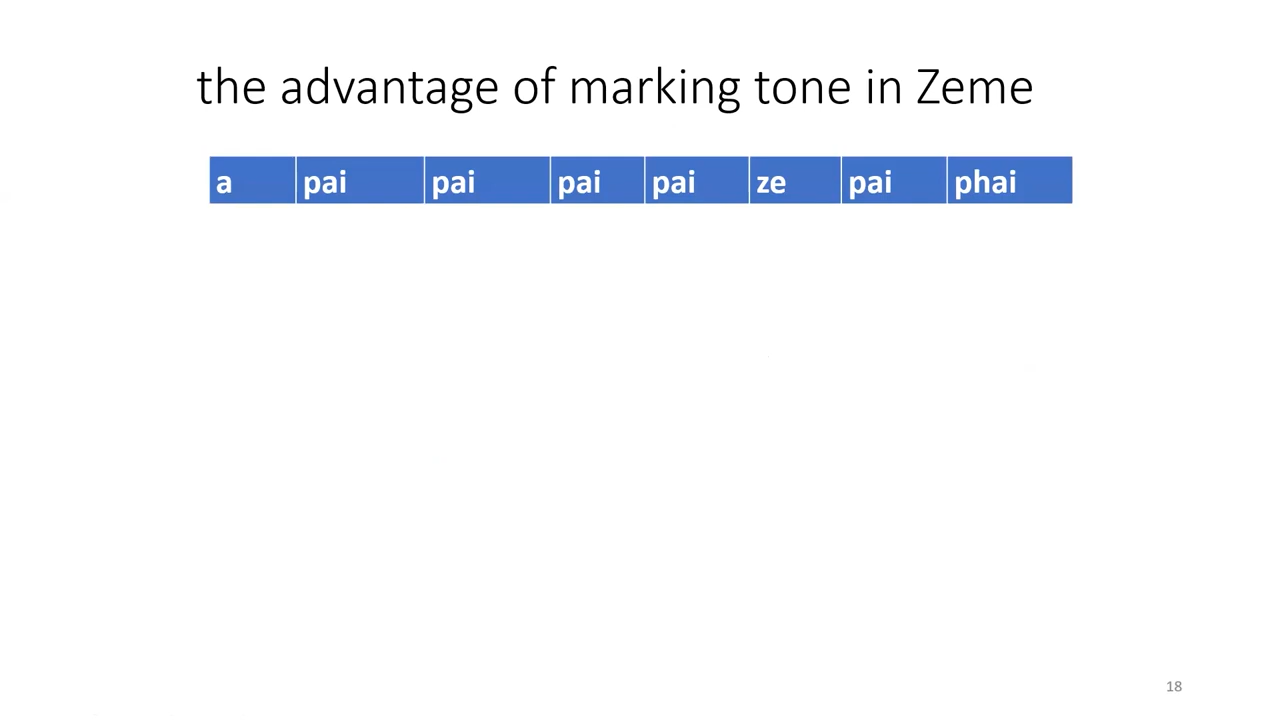 the advantage of marking tone in Zeme
a pai pai pai pai ze pai phai
18